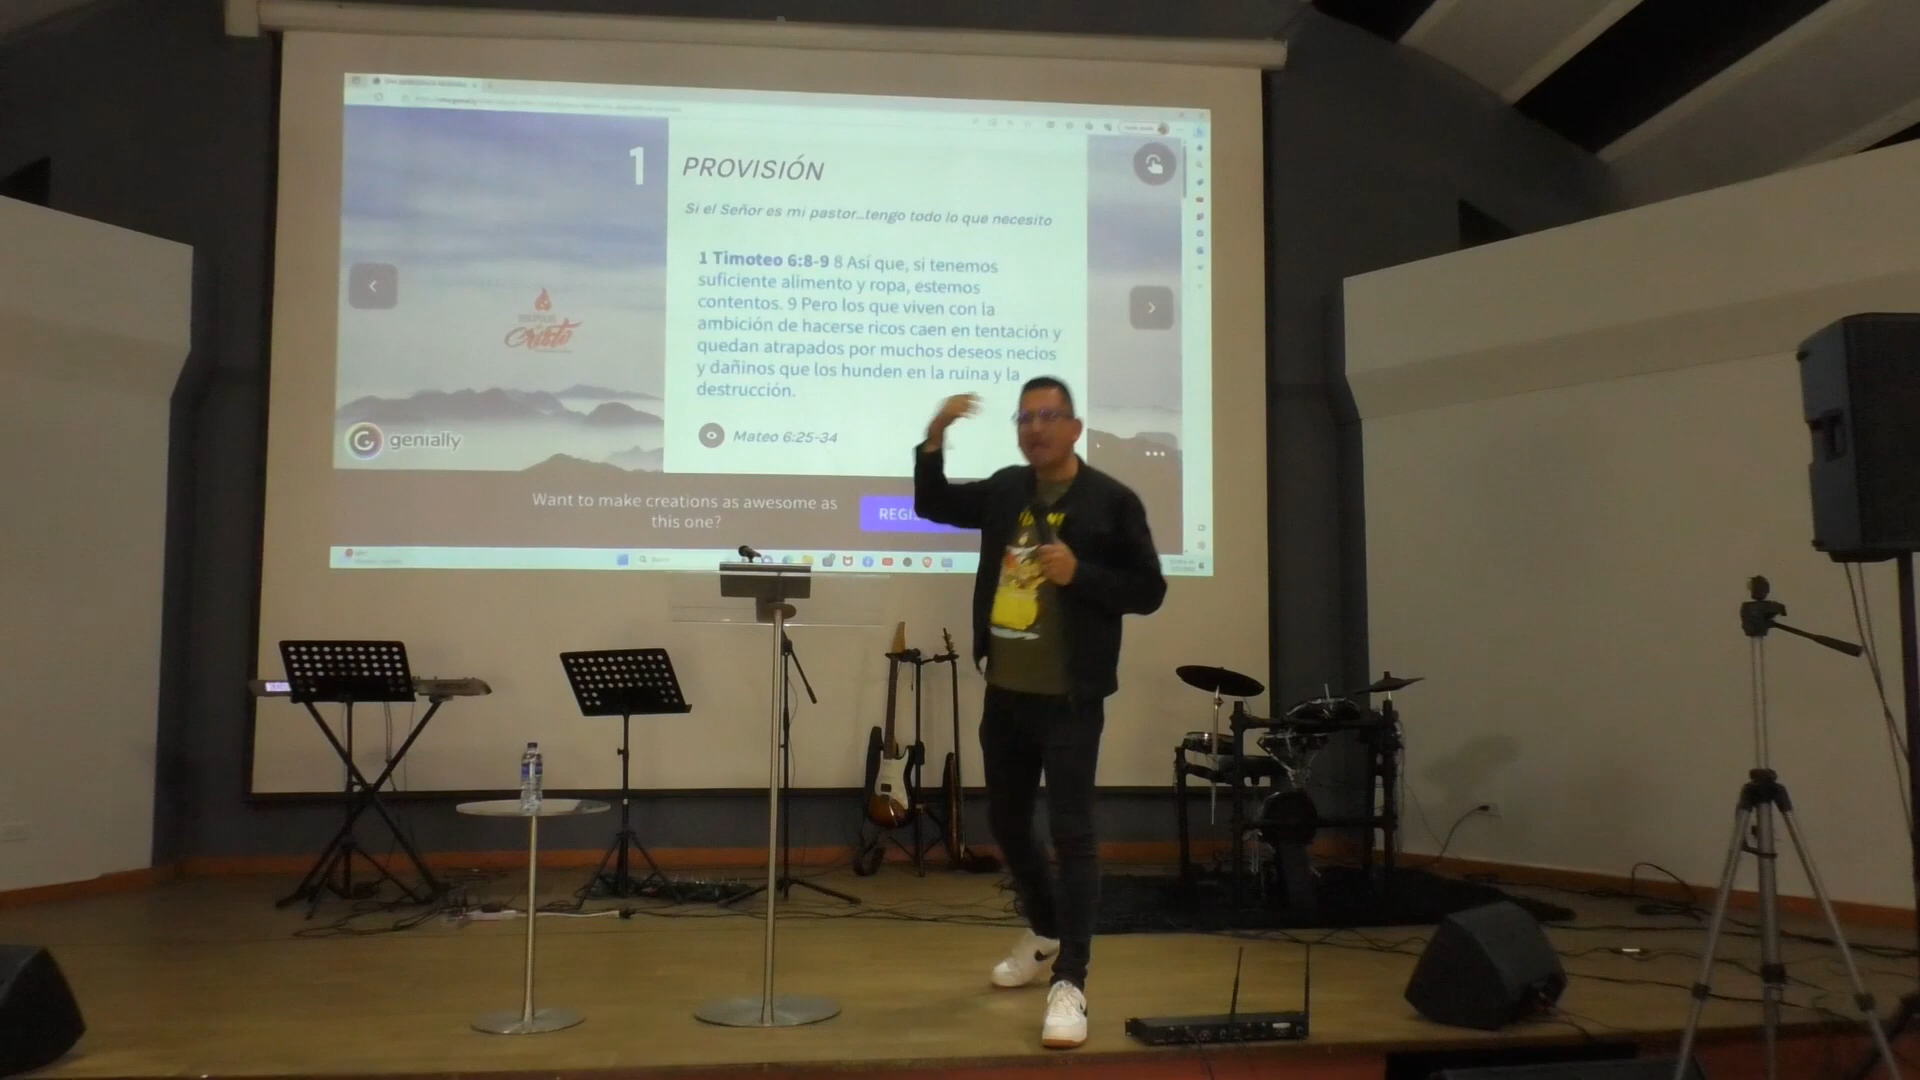 1
PROVISIÓN
Si el Señor es mi pastor...tengo todo lo que necesito
1 Timoteo 6:8-9 8 Así que, si tenemos
suficiente alimento y ropa, estemos
contentos. 9 Pero los que viven con la
ambición de hacerse ricos caen en tentación y
quedan atrapados por muchos deseos necios
y dañinos que los hunden en la ruina y la
destrucción.
Mateo 6:25-34
Cristo
genially
Want to make creations as awesome as
this one?
REGI